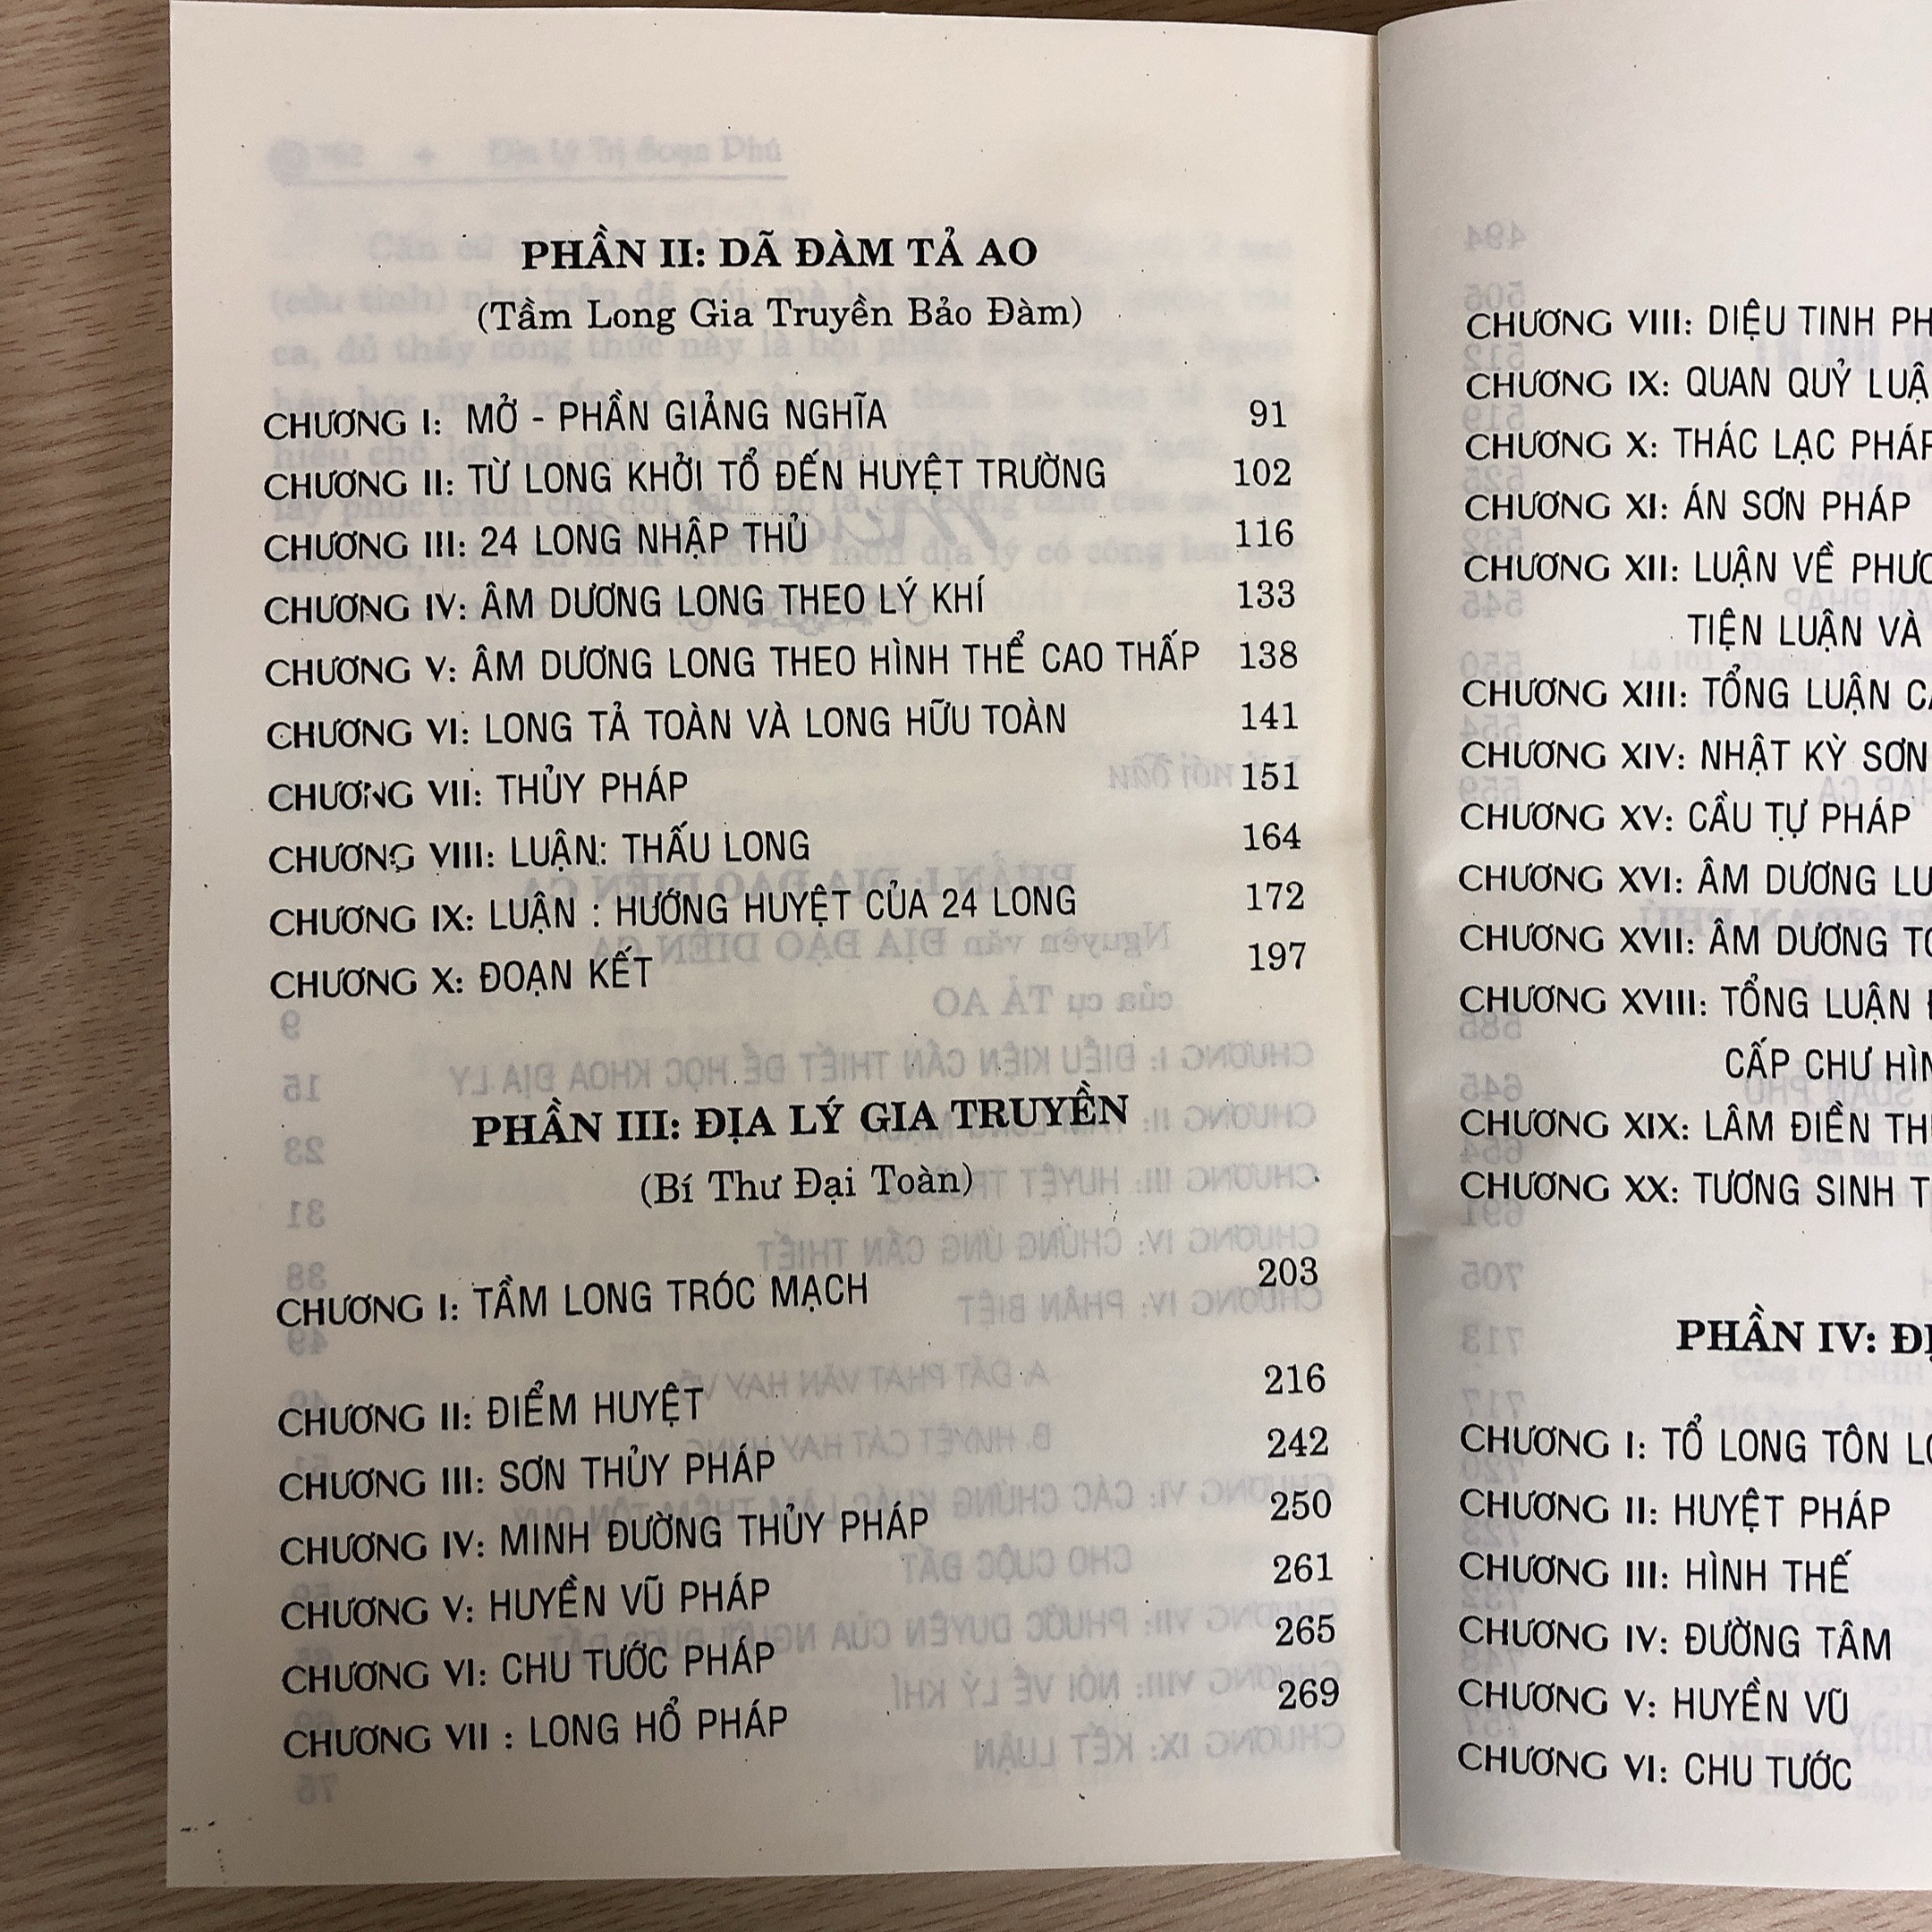 PHẦN II: DÃ ĐÀM TẢ AO
(Tầm Long Gia Truyền Bảo Đàm)
CHƯƠNG I: MỞ - PHẦN GIẢNG NGHĨA 91
CHƯƠNG II: TỪ LONG KHỞI TỔ ĐẾN HUYỆT TRƯỜNG 102
CHƯƠNG III: 24 LONG NHẬP THỦ 116
CHƯƠNG IV: ÂM DƯƠNG LONG THEO LÝ KHÍ 133
CHƯƠNG V: ÂM DƯƠNG LONG THEO HÌNH THỂ CAO THẤP 138
CHƯƠNG VI: LONG TẢ TOÀN VÀ LONG HỮU TOÀN 141
CHƯƠNG VII: THỦY PHÁP 151
CHƯƠNG VIII: LUẬN: THẤU LONG 164
CHƯƠNG IX: LUẬN : HƯỚNG HUYỆT CỦA 24 LONG 172
CHƯƠNG X: ĐOẠN KẾT 197
PHẦN III: ĐỊA LÝ GIA TRUYỀN
(Bí Thư Đại Toàn)
CHƯƠNG I: TẦM LONG TRÓC MẠCH 203
CHƯƠNG II: ĐIỂM HUYỆT 216
CHƯƠNG III: SƠN THỦY PHÁP 242
CHƯƠNG IV: MINH ĐƯỜNG THỦY PHÁP 250
CHƯƠNG V: HUYỀN VŨ PHÁP 261
CHƯƠNG VI: CHU TƯỚC PHÁP 265
CHƯƠNG VII : LONG HỔ PHÁP 269
CHƯƠNG VIII: DIỆU TINH
CHƯƠNG IX: QUAN QUỶ
CHƯƠNG X: THÁC LẠC
CHƯƠNG XI: ÁN SƠN PHÁP
CHƯƠNG XII: LUẬN VỀ
TIỆN LUẬN VÀ
CHƯƠNG XIII: TỔNG LUẬN
CHƯƠNG XIV: NHẬT KỲ SƠN
CHƯƠNG XV: CẦU TỰ PHÁP
CHƯƠNG XVI: ÂM DƯƠNG
CHƯƠNG XVII: ÂM DƯƠNG
CHƯƠNG XVIII: TỔNG LUẬN
CẤP CHƯ
CHƯƠNG XIX: LÂM ĐIỀN
CHƯƠNG XX: TƯƠNG SINH
PHẦN IV:
CHƯƠNG I: TỔ LONG TÔN
CHƯƠNG II: HUYỆT PHÁP
CHƯƠNG III: HÌNH THẾ
CHƯƠNG IV: ĐƯỜNG TÂM
CHƯƠNG V: HUYỀN VŨ
CHƯƠNG VI: CHU TƯỚC